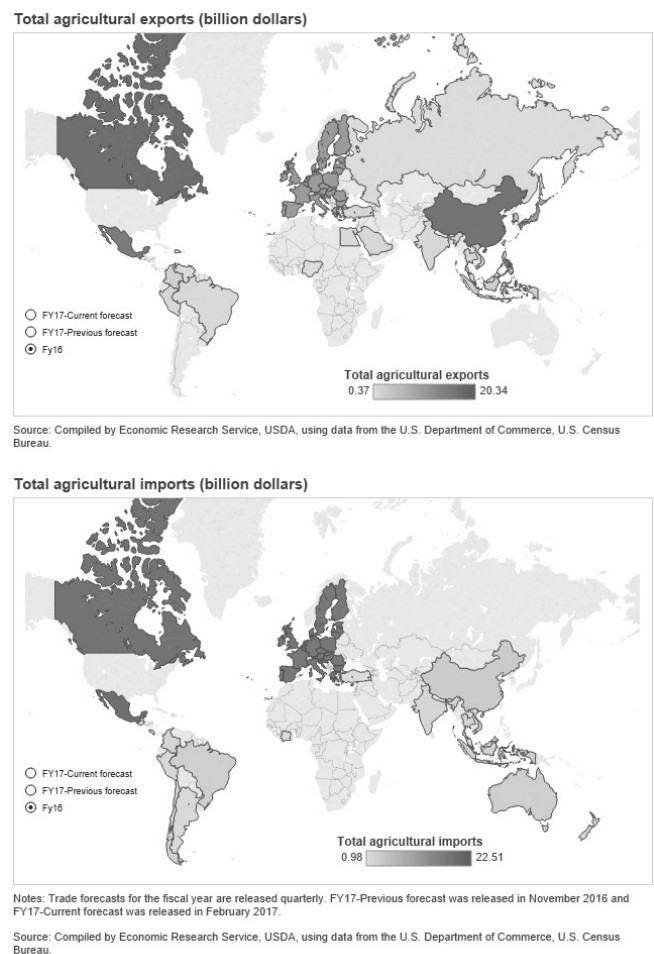 Total agricultural exports (billion dollars)
FY17-Current forecast
FY17-Previous forecast
Fy16
Total agricultural exports
0.37 20.34
Source: Compiled by Economic Research Service, USDA, using data from the U.S. Department of Commerce, U.S. Census
Bureau.
Total agricultural imports (billion dollars)
FY17-Current forecast
FY17-Previous forecast
Fy16
Total agricultural imports
0.98 22.51
Notes: Trade forecasts for the fiscal year are released quarterly. FY17-Previous forecast was released in November 2016 and
FY17-Current forecast was released in February 2017.
Source: Compiled by Economic Research Service, USDA, using data from the U.S. Department of Commerce, U.S. Census
Bureau.